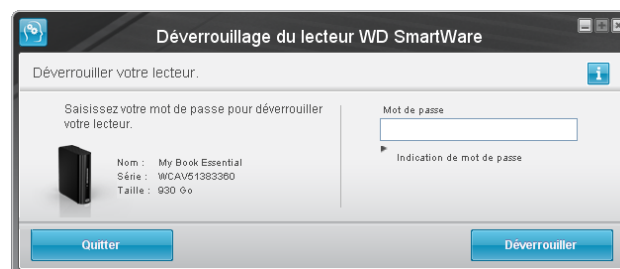 Déverrouillage du lecteur WD SmartWare
Déverrouiller votre lecteur.
Saisissez votre mot de passe pour déverrouiller
votre lecteur.
Nom : My Book Essential
Série : WCAV51383360
Taille : 930 Go
Mot de passe
Indication de mot de passe
Quitter
Déverrouiller